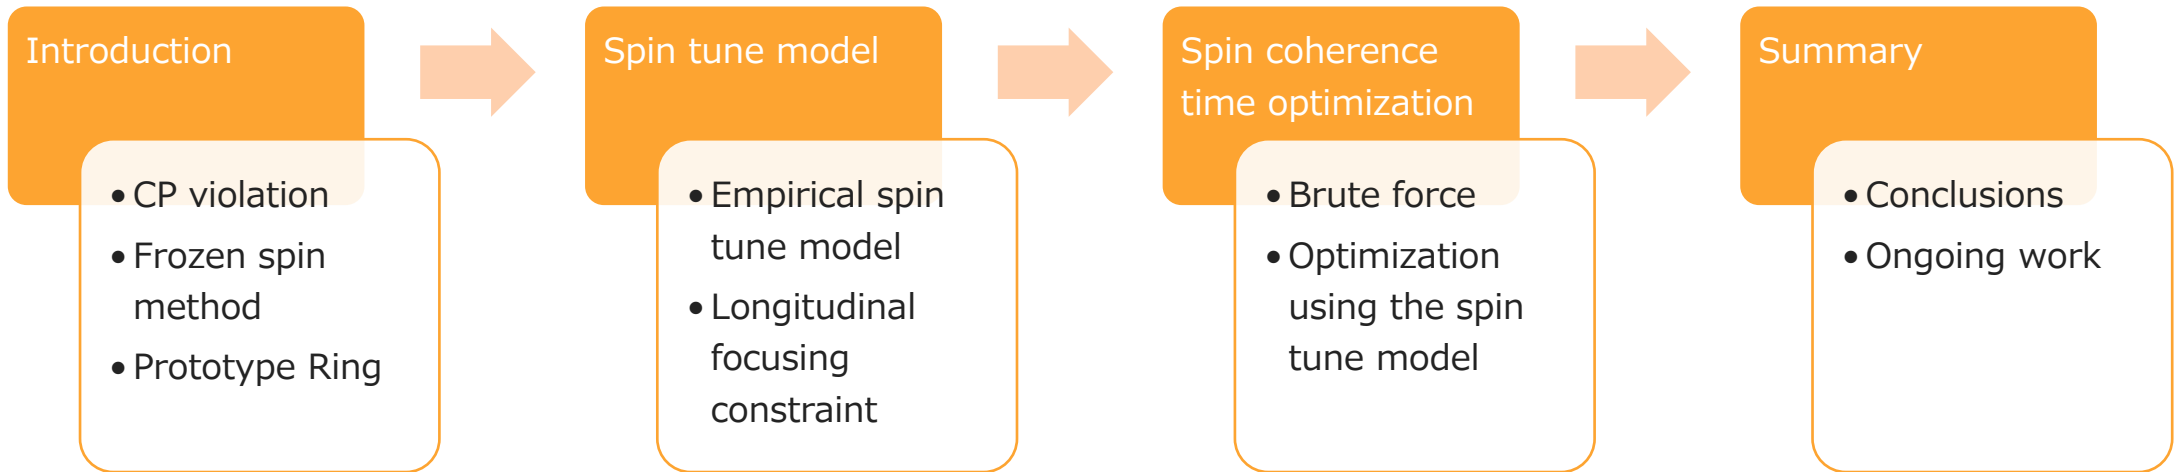 Introduction
• CP violation
• Frozen spin
method
• Prototype Ring
Spin tune model
• Empirical spin
tune model
• Longitudinal
focusing
constraint
Spin coherence
time optimization
• Brute force
• Optimization
using the spin
tune model
Summary
• Conclusions
• Ongoing work